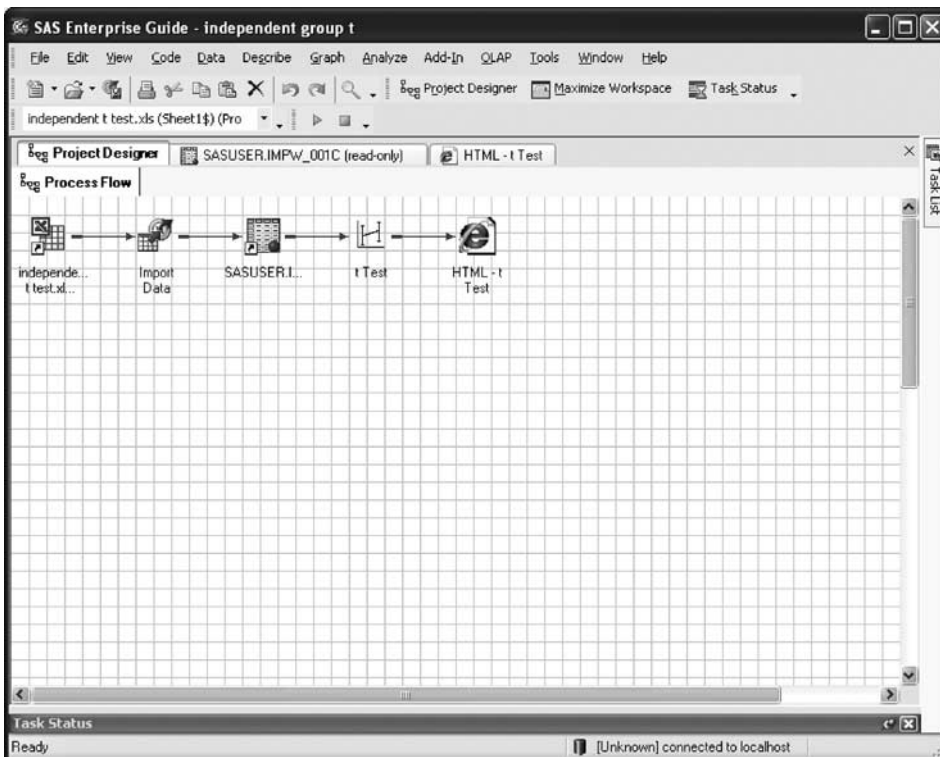 SAS Enterprise Guide - independent group t
File Edit View Code Data Describe Graph Analyze Add-In OLAP Tools Window Help
Project Designer Maximize Workspace Task Status
independent t test.xls (Sheet1$) (Pro
Project Designer SASUSER.IMPW_001C (read-only) HTML - t Test
Task List
Process Flow
independe... t test.xl...
Import Data
SASUSER.I...
t Test
HTML - t Test
Task Status
Ready [Unknown] connected to localhost